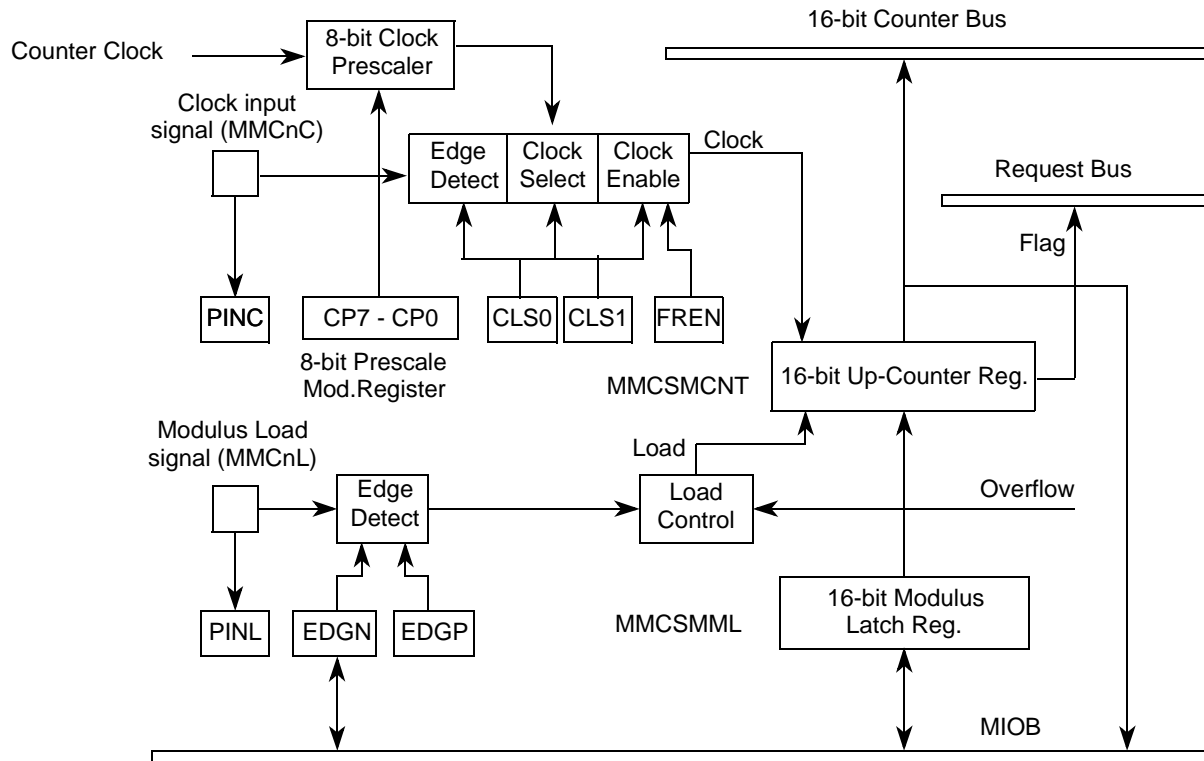 16-bit Counter Bus
Counter Clock
8-bit Clock
Prescaler
Clock input
signal (MMCnC)
Edge
Detect
Clock
Select
Clock
Enable
Clock
Request Bus
Flag
PINC
CP7 - CP0
CLS0
CLS1
FREN
8-bit Prescale
Mod.Register
MMCSMCNT
16-bit Up-Counter Reg.
Modulus Load
signal (MMCnL)
Load
Edge
Detect
Load
Control
Overflow
PINL
EDGN
EDGP
MMCSMML
16-bit Modulus
Latch Reg.
MIOB